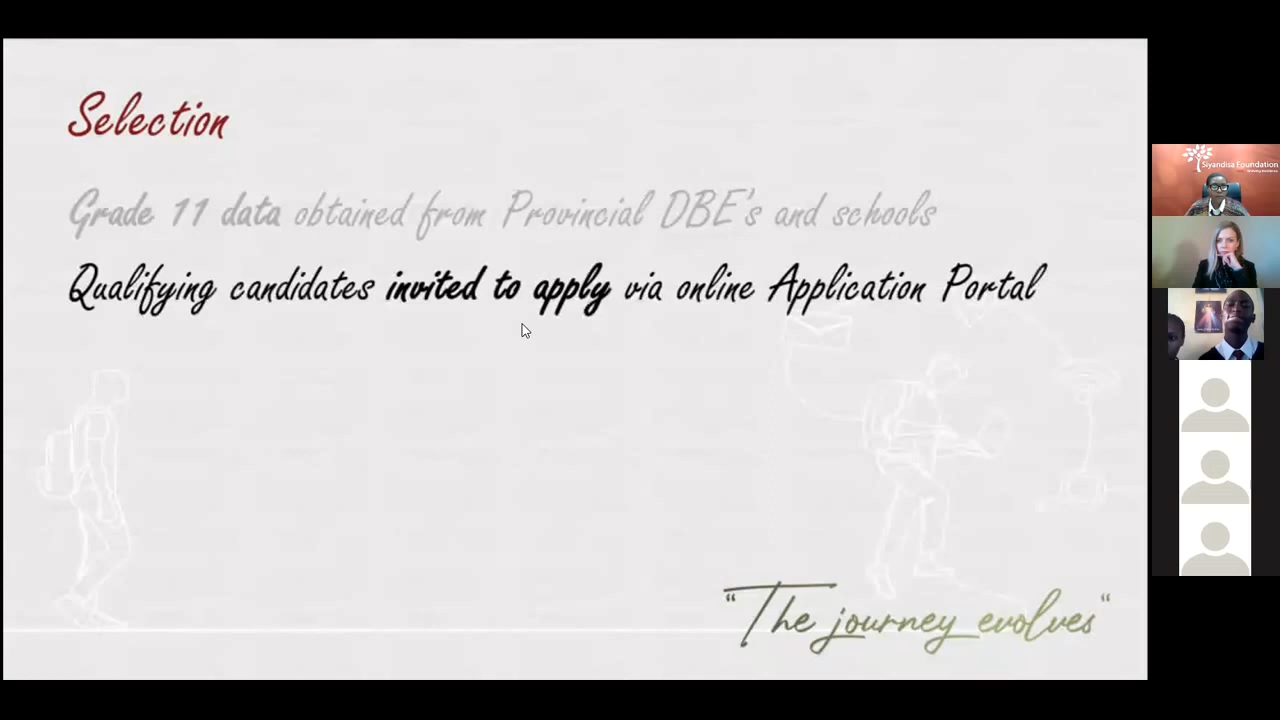 Selection
Grade 11 data obtained from Provincial DBE's and schools
Qualifying candidates invited to apply via online Application Portal
"The journey evolves"
Siyandisa Foundation